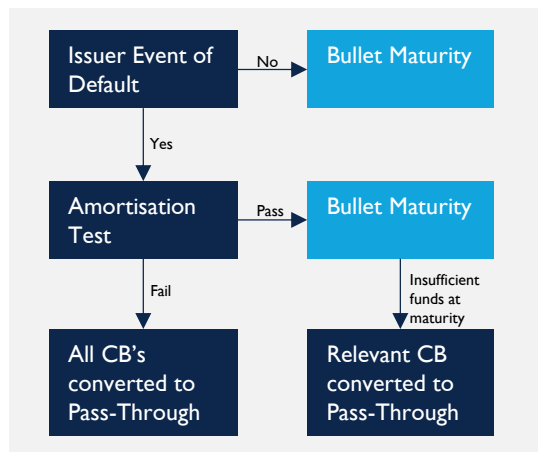 Issuer Event of
Default
No
Bullet Maturity
Yes
Amortisation
Test
Pass
Bullet Maturity
Fail
Insufficient
funds at
maturity
All CB's
converted to
Pass-Through
Relevant CB
converted to
Pass-Through